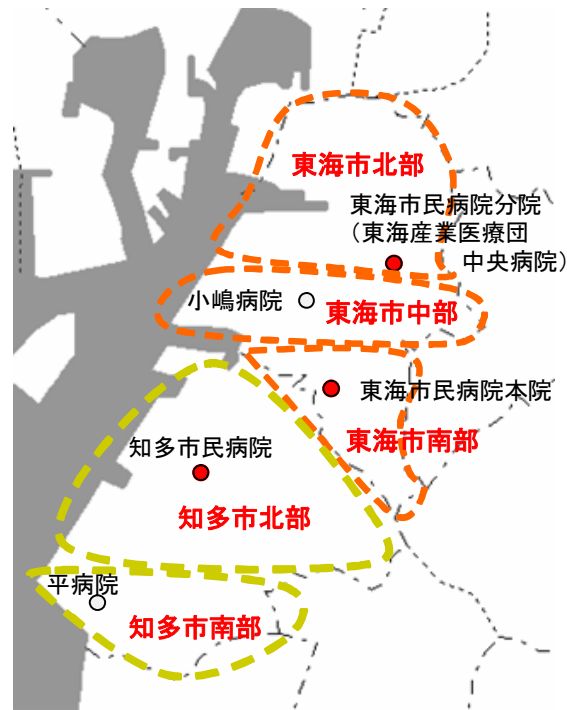 東海市北部
東海市民病院分院
（東海産業医療団
中央病院）
小嶋病院
東海市中部
東海市民病院本院
東海市南部
知多市民病院
知多市北部
平病院
知多市南部